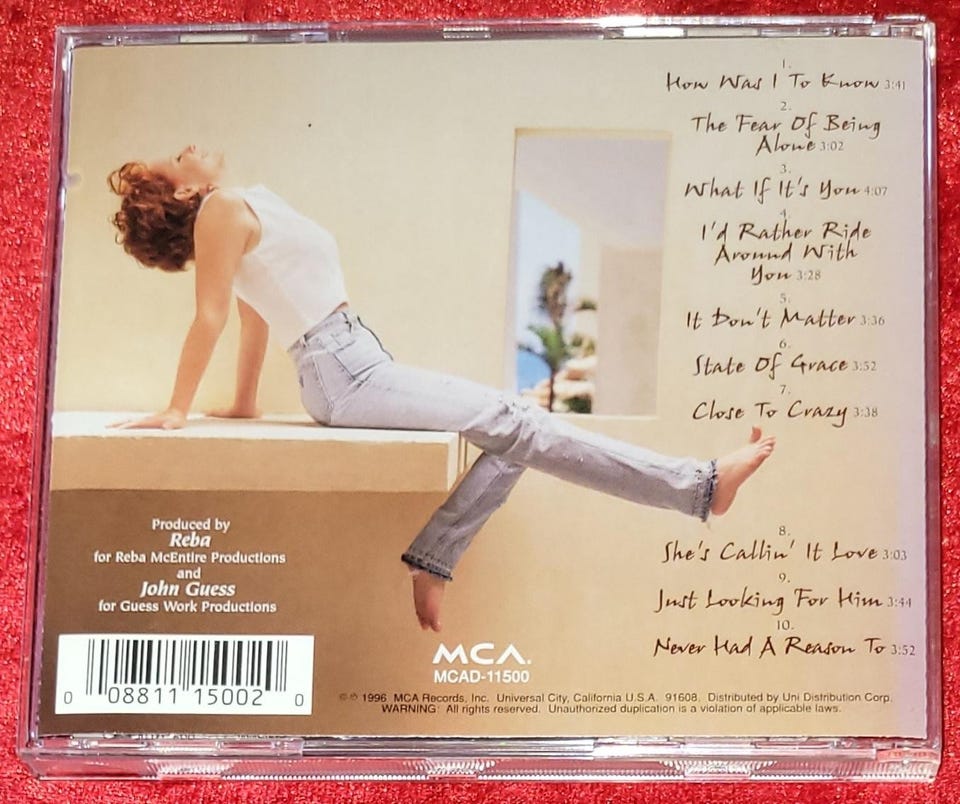 1.
How Was I To Know 3:41
2.
The Fear Of Being
Alone 3:02
3.
What If It's You 4:07
4.
I'd Rather Ride
Around With
You 3:28
5.
It Don't Matter 3:36
6.
State Of Grace 3:52
7.
Close To Crazy 3:38
8.
She's Callin' It Love 3:03
9.
Just Looking For Him 3:44
10.
Never Had A Reason To 3:52
Produced by
Reba
for Reba McEntire Productions
and
John Guess
for Guess Work Productions
0 08811 15002 0
MCA.
MCAD-11500
℗ © 1996 MCA Records, Inc. Universal City, California U.S.A. 91608. Distributed by Uni Distribution Corp.
WARNING: All rights reserved. Unauthorized duplication is a violation of applicable laws.